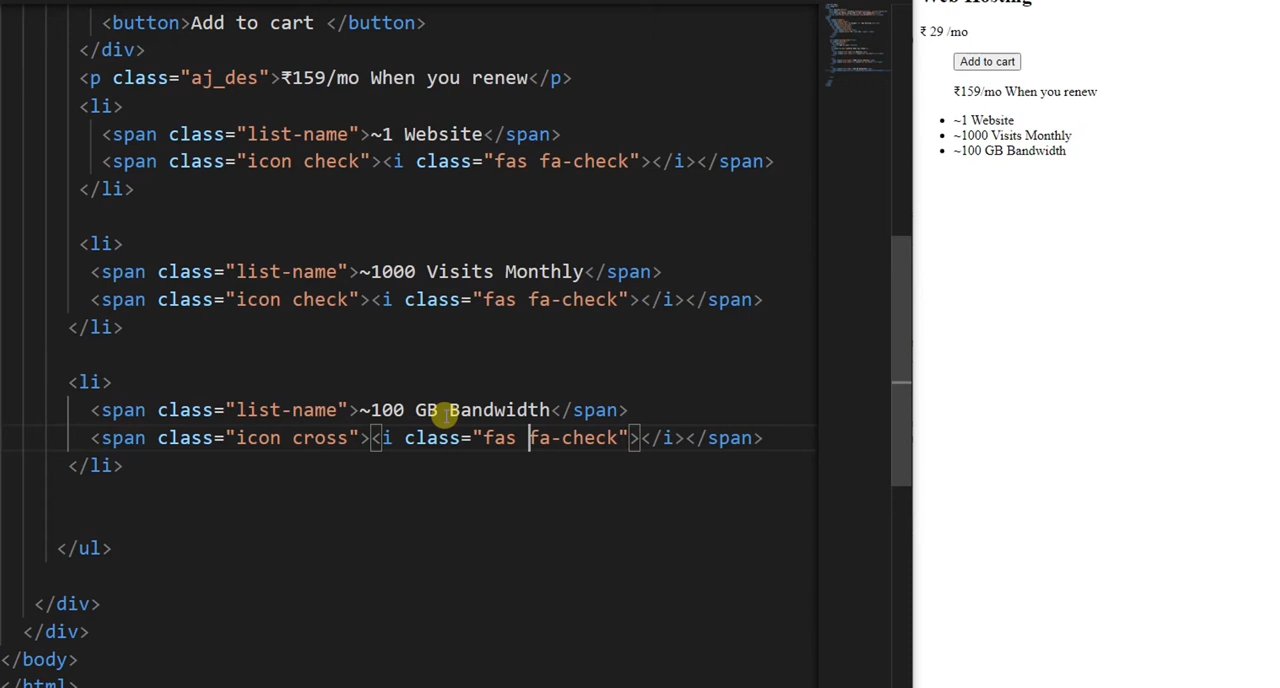 <button>Add to cart </button>
</div>
<p class="aj_des">₹159/mo When you renew</p>
<li>
<span class="list-name">~1 Website</span>
<span class="icon check"><i class="fas fa-check"></i></span>
</li>
<li>
<span class="list-name">~1000 Visits Monthly</span>
<span class="icon check"><i class="fas fa-check"></i></span>
</li>
<li>
<span class="list-name">~100 GB Bandwidth</span>
<span class="icon cross"><i class="fas fa-check"></i></span>
</li>
</ul>
</div>
</div>
</body>
</html>
Web Hosting
₹ 29 /mo
Add to cart
₹159/mo When you renew
• ~1 Website
• ~1000 Visits Monthly
• ~100 GB Bandwidth